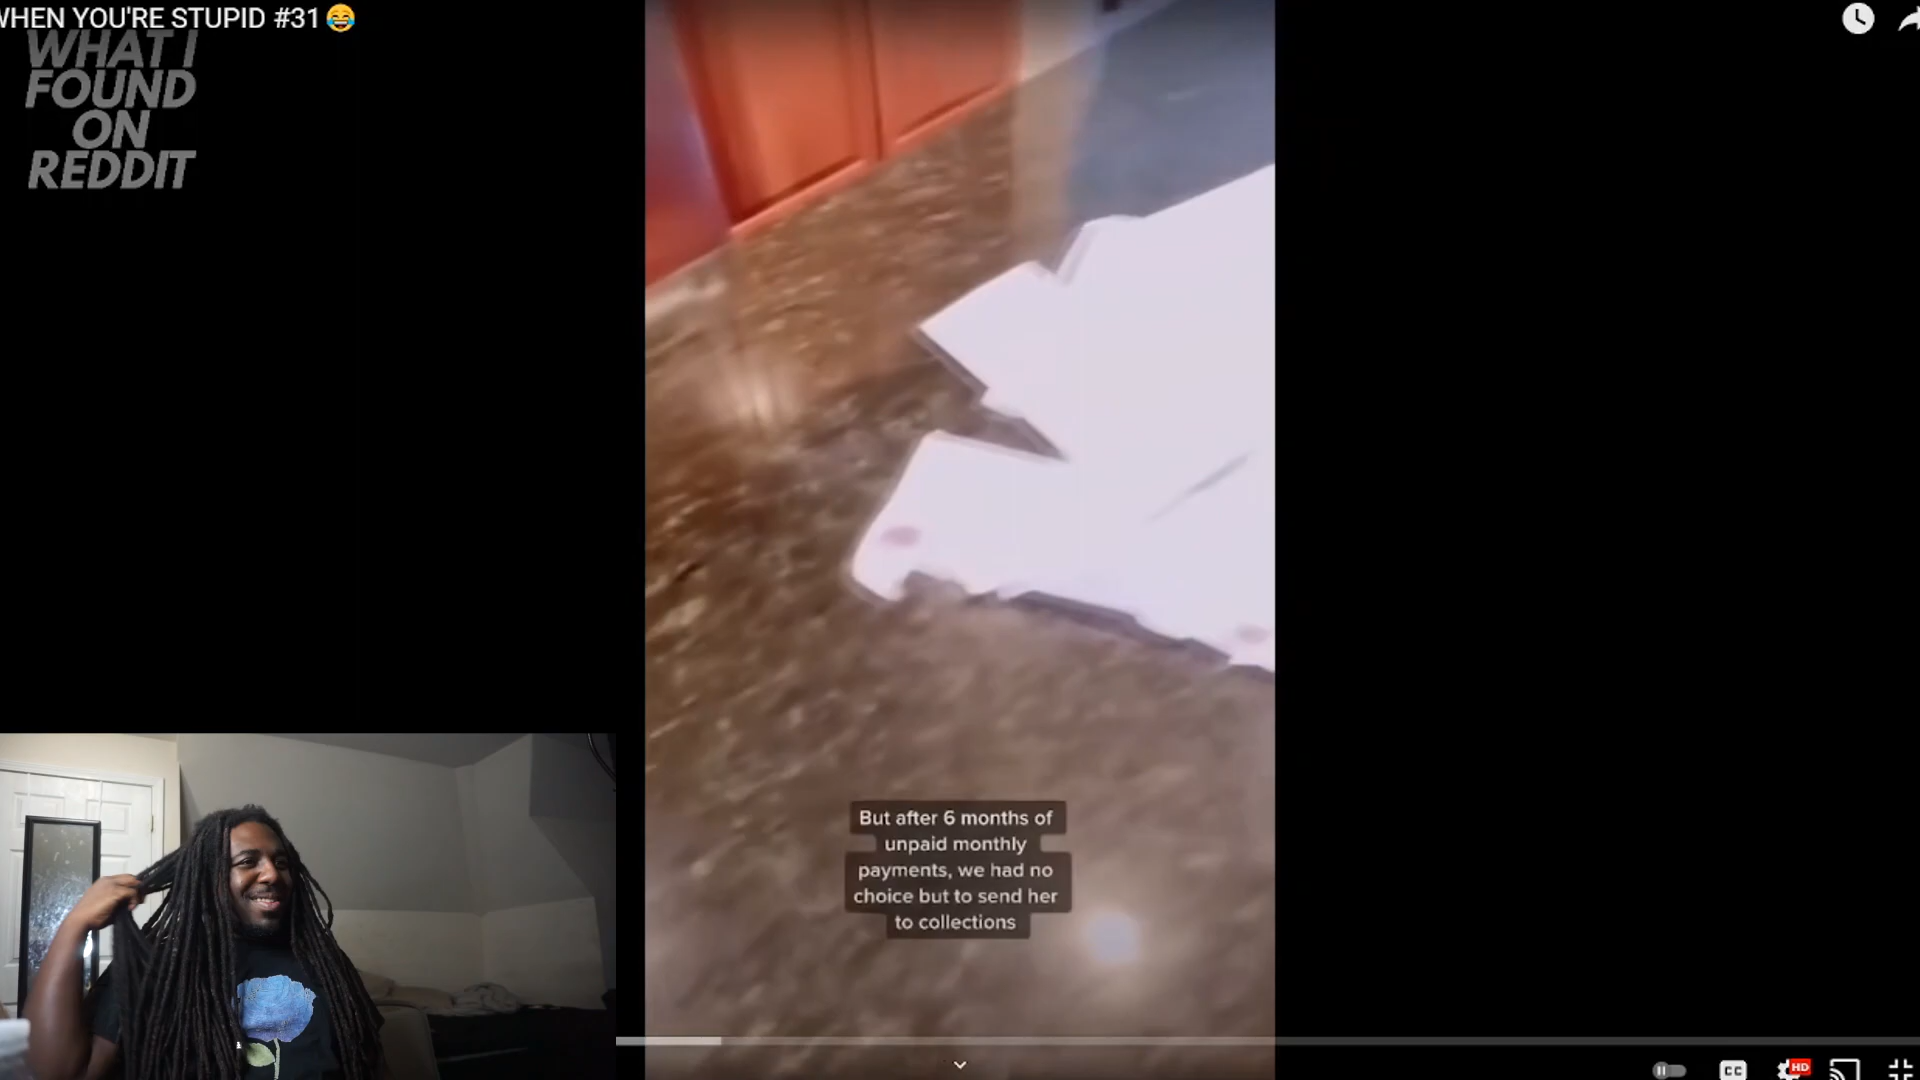 WHEN YOU'RE STUPID #31😂
WHAT I
FOUND
ON
REDDIT
But after 6 months of
unpaid monthly
payments, we had no
choice but to send her
to collections
CC
HD